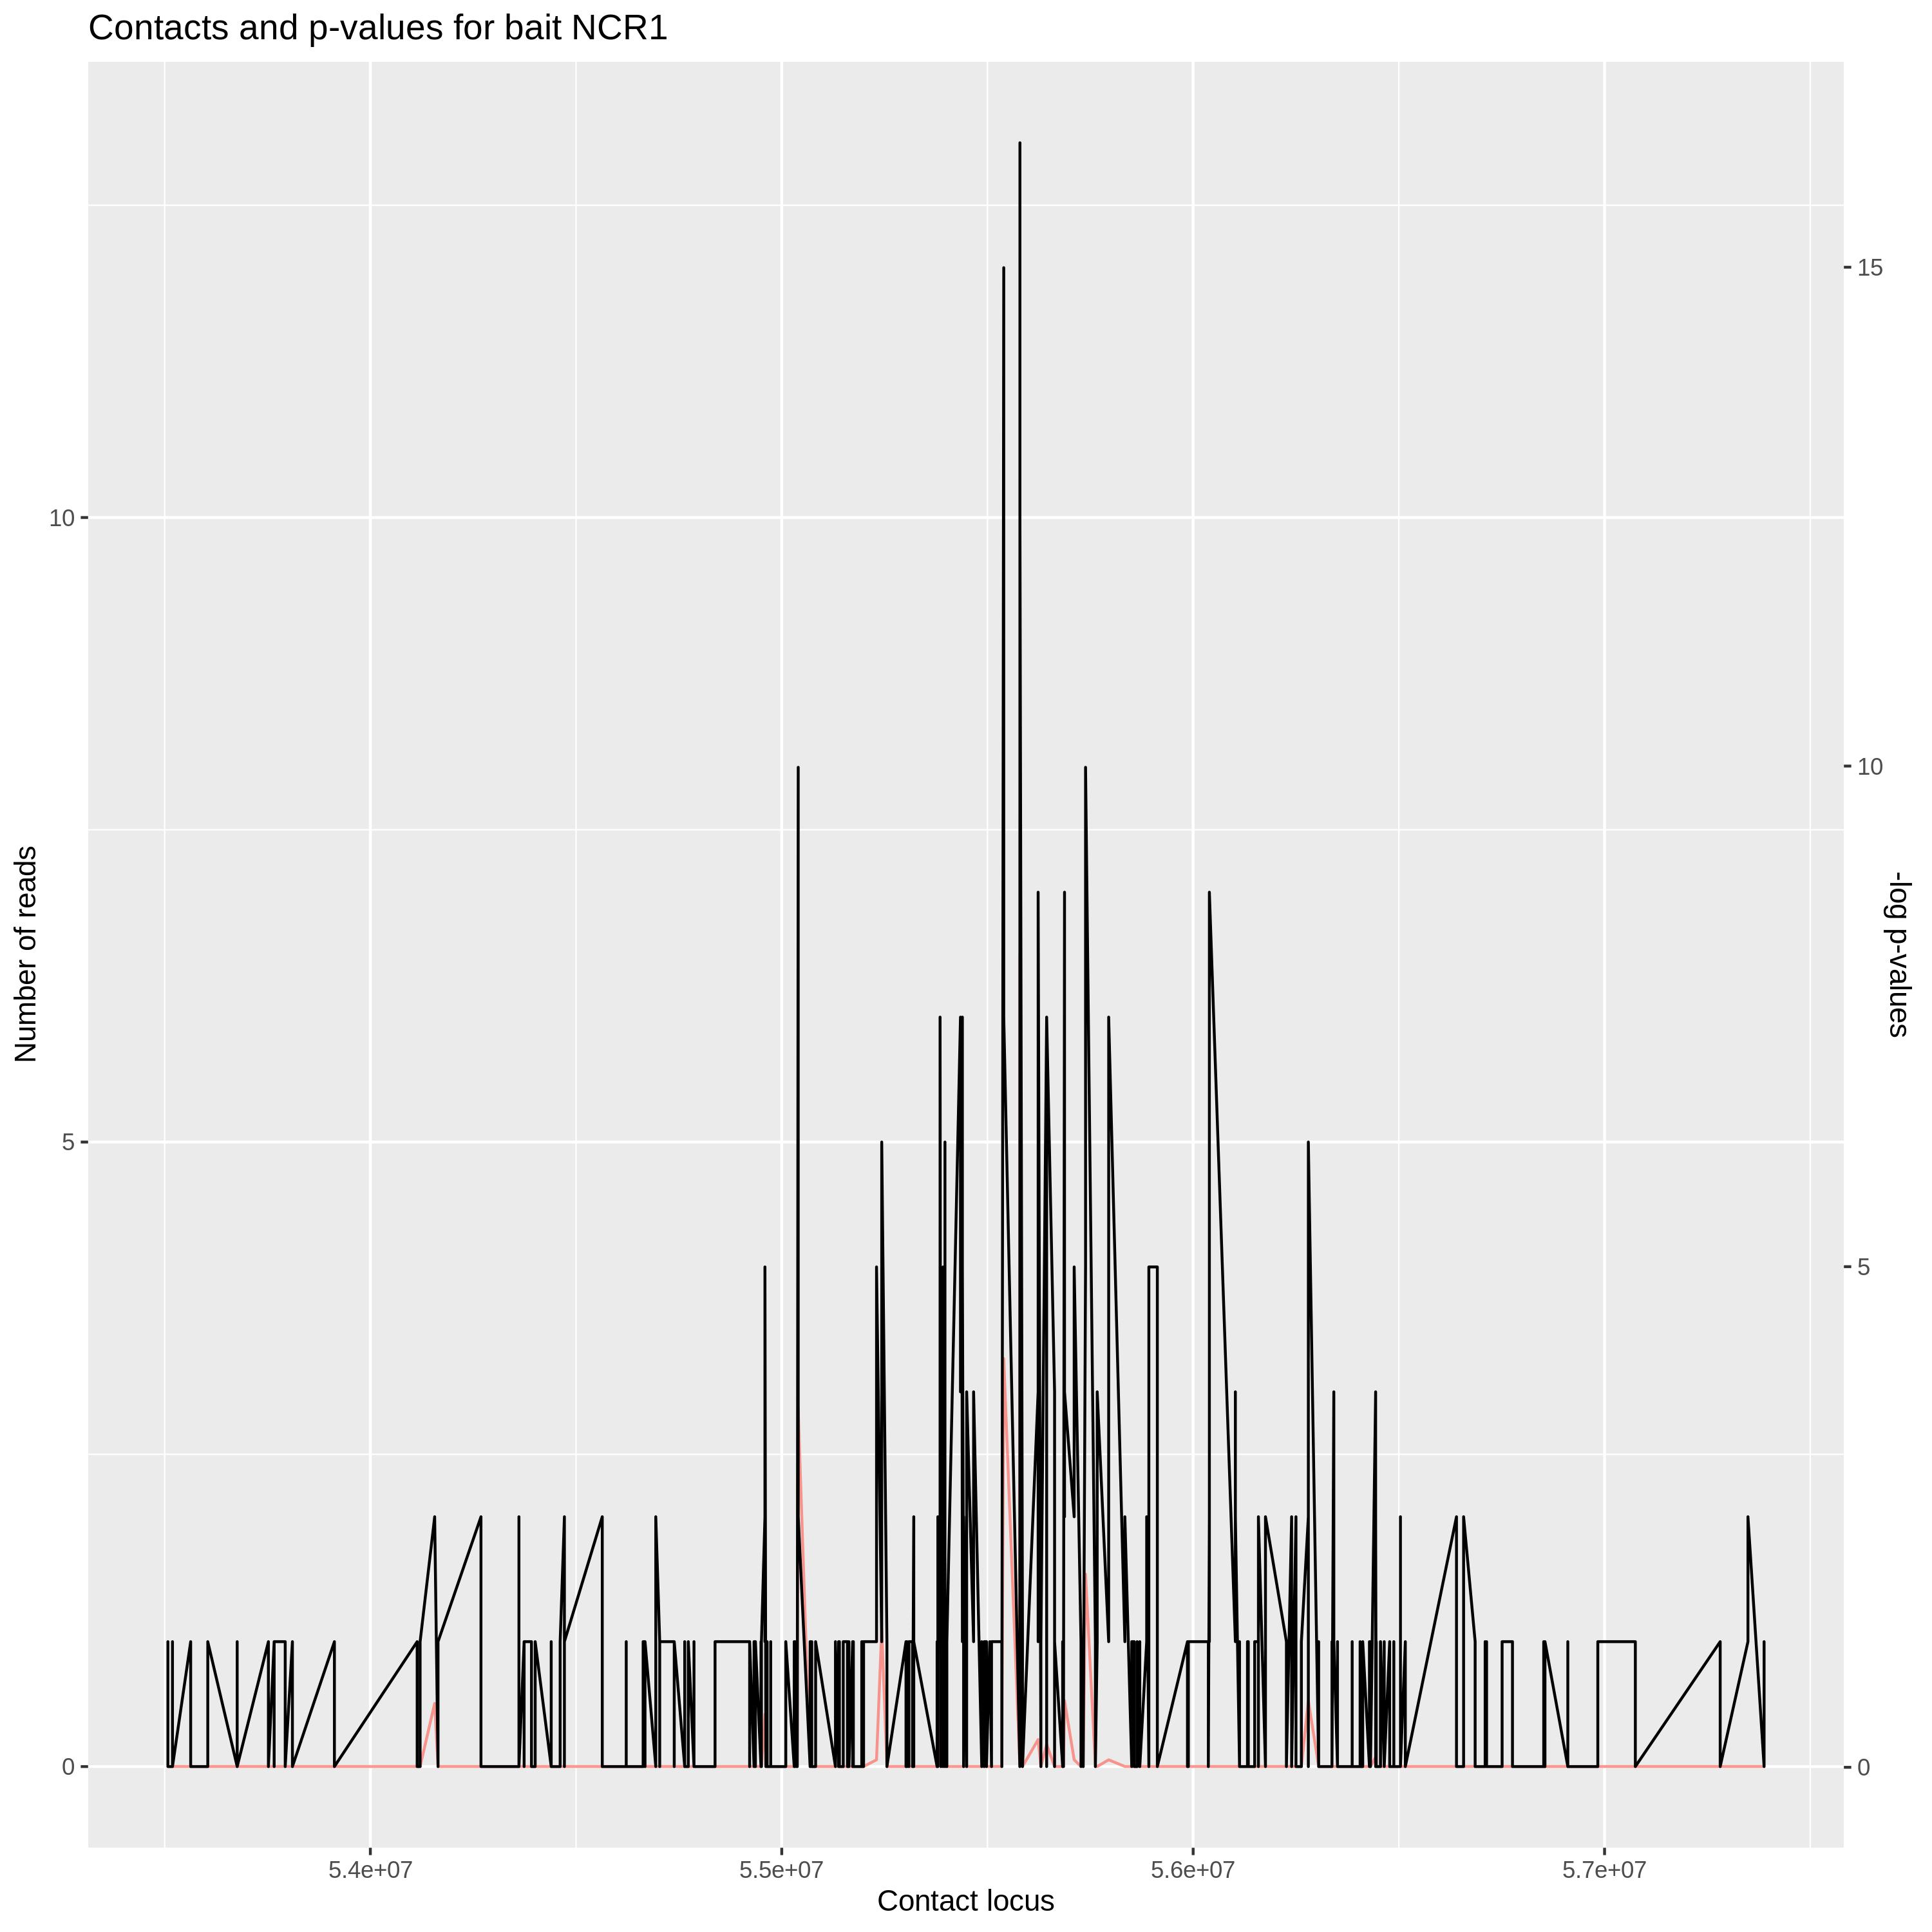 Contacts and p-values for bait NCR1
10
5
0
Number of reads
15
10
5
0
-log p-values
5.4e+07
5.5e+07
5.6e+07
5.7e+07
Contact locus